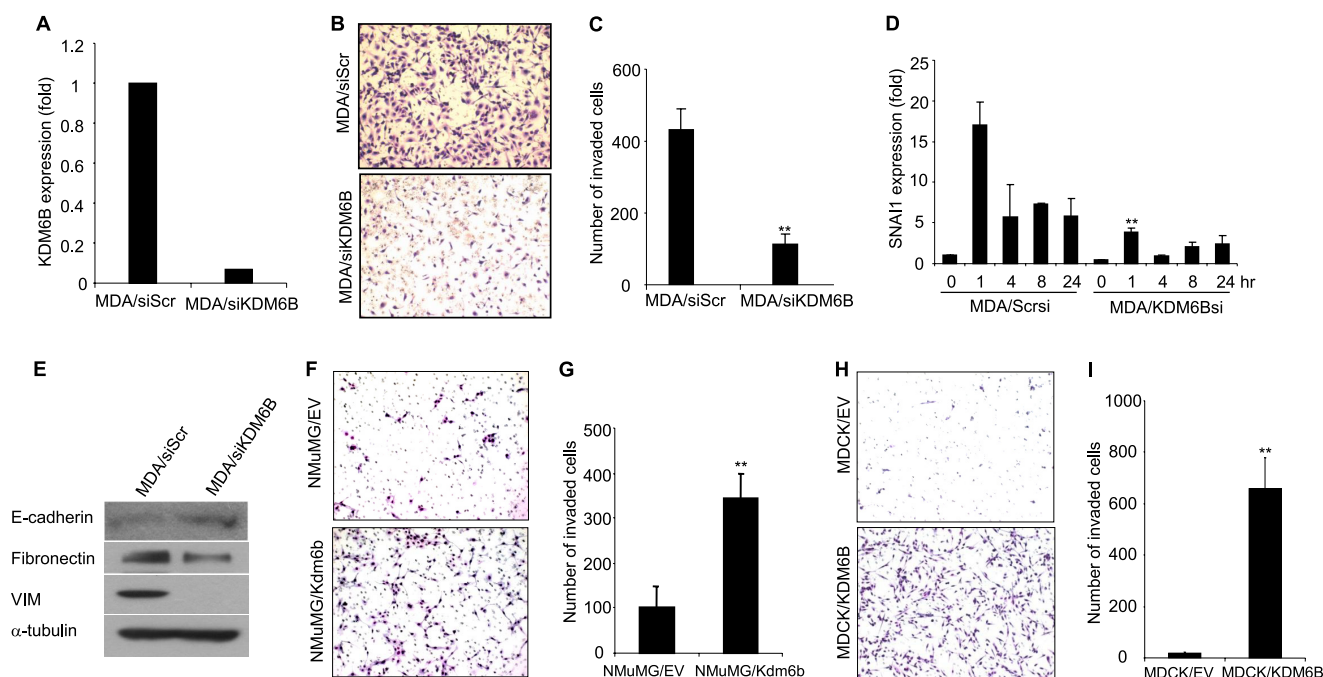 A
KDM6B expression (fold)
1.2
1
0.8
0.6
0.4
0.2
0
MDA/siScr
MDA/siKDM6B
B
MDA/siScr
MDA/siKDM6B
C
Number of invaded cells
600
400
200
0
**
MDA/siScr
MDA/siKDM6B
D
SNAI1 expression (fold)
25
20
15
10
5
0
**
0 1 4 8 24 0 1 4 8 24 hr
MDA/Scrsi
MDA/KDM6Bsi
E
MDA/siScr
MDA/siKDM6B
E-cadherin
Fibronectin
VIM
α-tubulin
F
NMuMG/EV
NMuMG/Kdm6b
G
Number of invaded cells
500
400
300
200
100
0
**
NMuMG/EV
NMuMG/Kdm6b
H
MDCK/EV
MDCK/KDM6B
I
Number of invaded cells
1000
800
600
400
200
0
**
MDCK/EV
MDCK/KDM6B